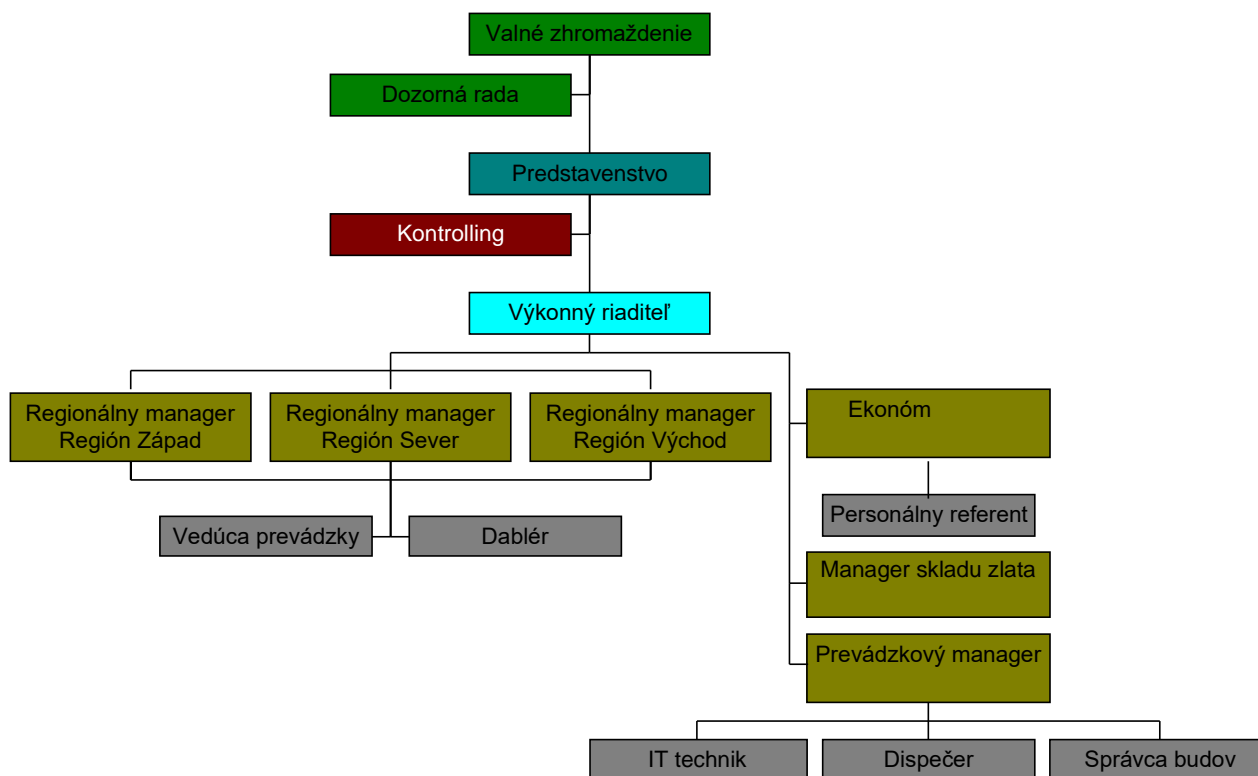 Valné zhromaždenie
Dozorná rada
Predstavenstvo
Kontrolling
Výkonný riaditeľ
Regionálny manager
Región Západ
Regionálny manager
Región Sever
Regionálny manager
Región Východ
Ekonóm
Personálny referent
Vedúca prevádzky
Dablér
Manager skladu zlata
Prevádzkový manager
IT technik
Dispečer
Správca budov